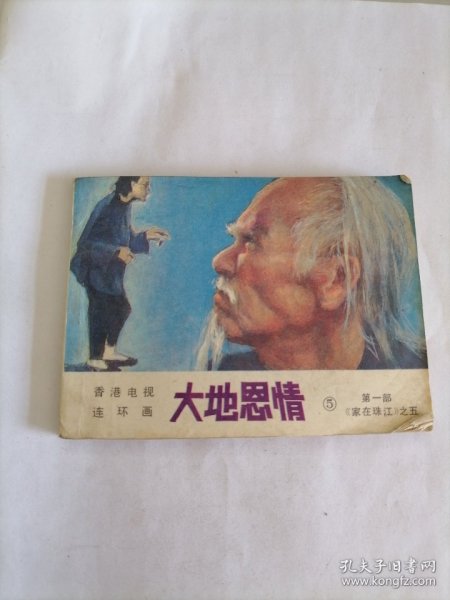 香港电视
连环画
大地恩情
⑤
第一部
《家在珠江》之五
孔夫子旧书网
www.kongfz.com